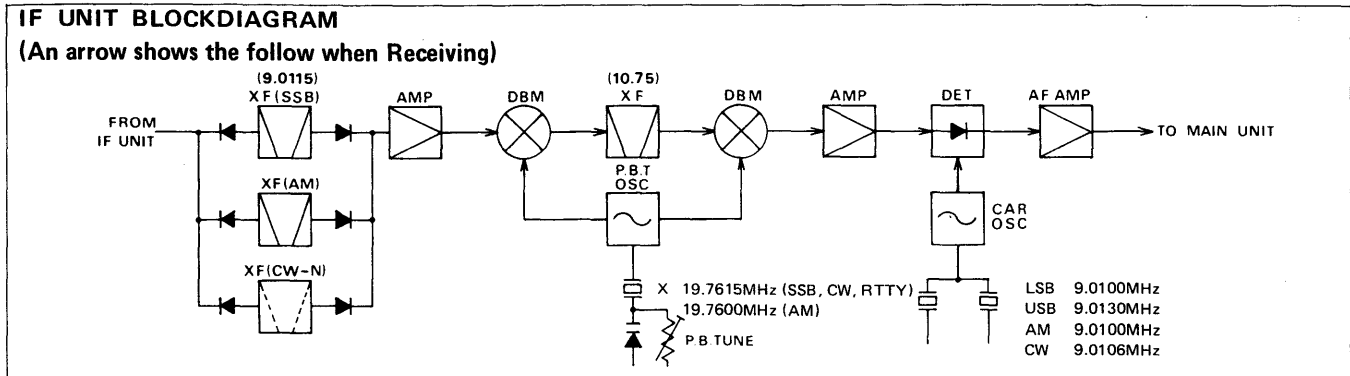 IF UNIT BLOCKDIAGRAM
(An arrow shows the follow when Receiving)
(9.0115)
XF(SSB)
AMP
DBM
(10.75)
XF
DBM
AMP
DET
AF AMP
FROM
IF UNIT
TO MAIN UNIT
P.B.T
OSC
XF(AM)
CAR
OSC
XF(CW-N)
X 19.7615MHz (SSB, CW, RTTY)
19.7600MHz (AM)
P.B.TUNE
LSB 9.0100MHz
USB 9.0130MHz
AM 9.0100MHz
CW 9.0106MHz